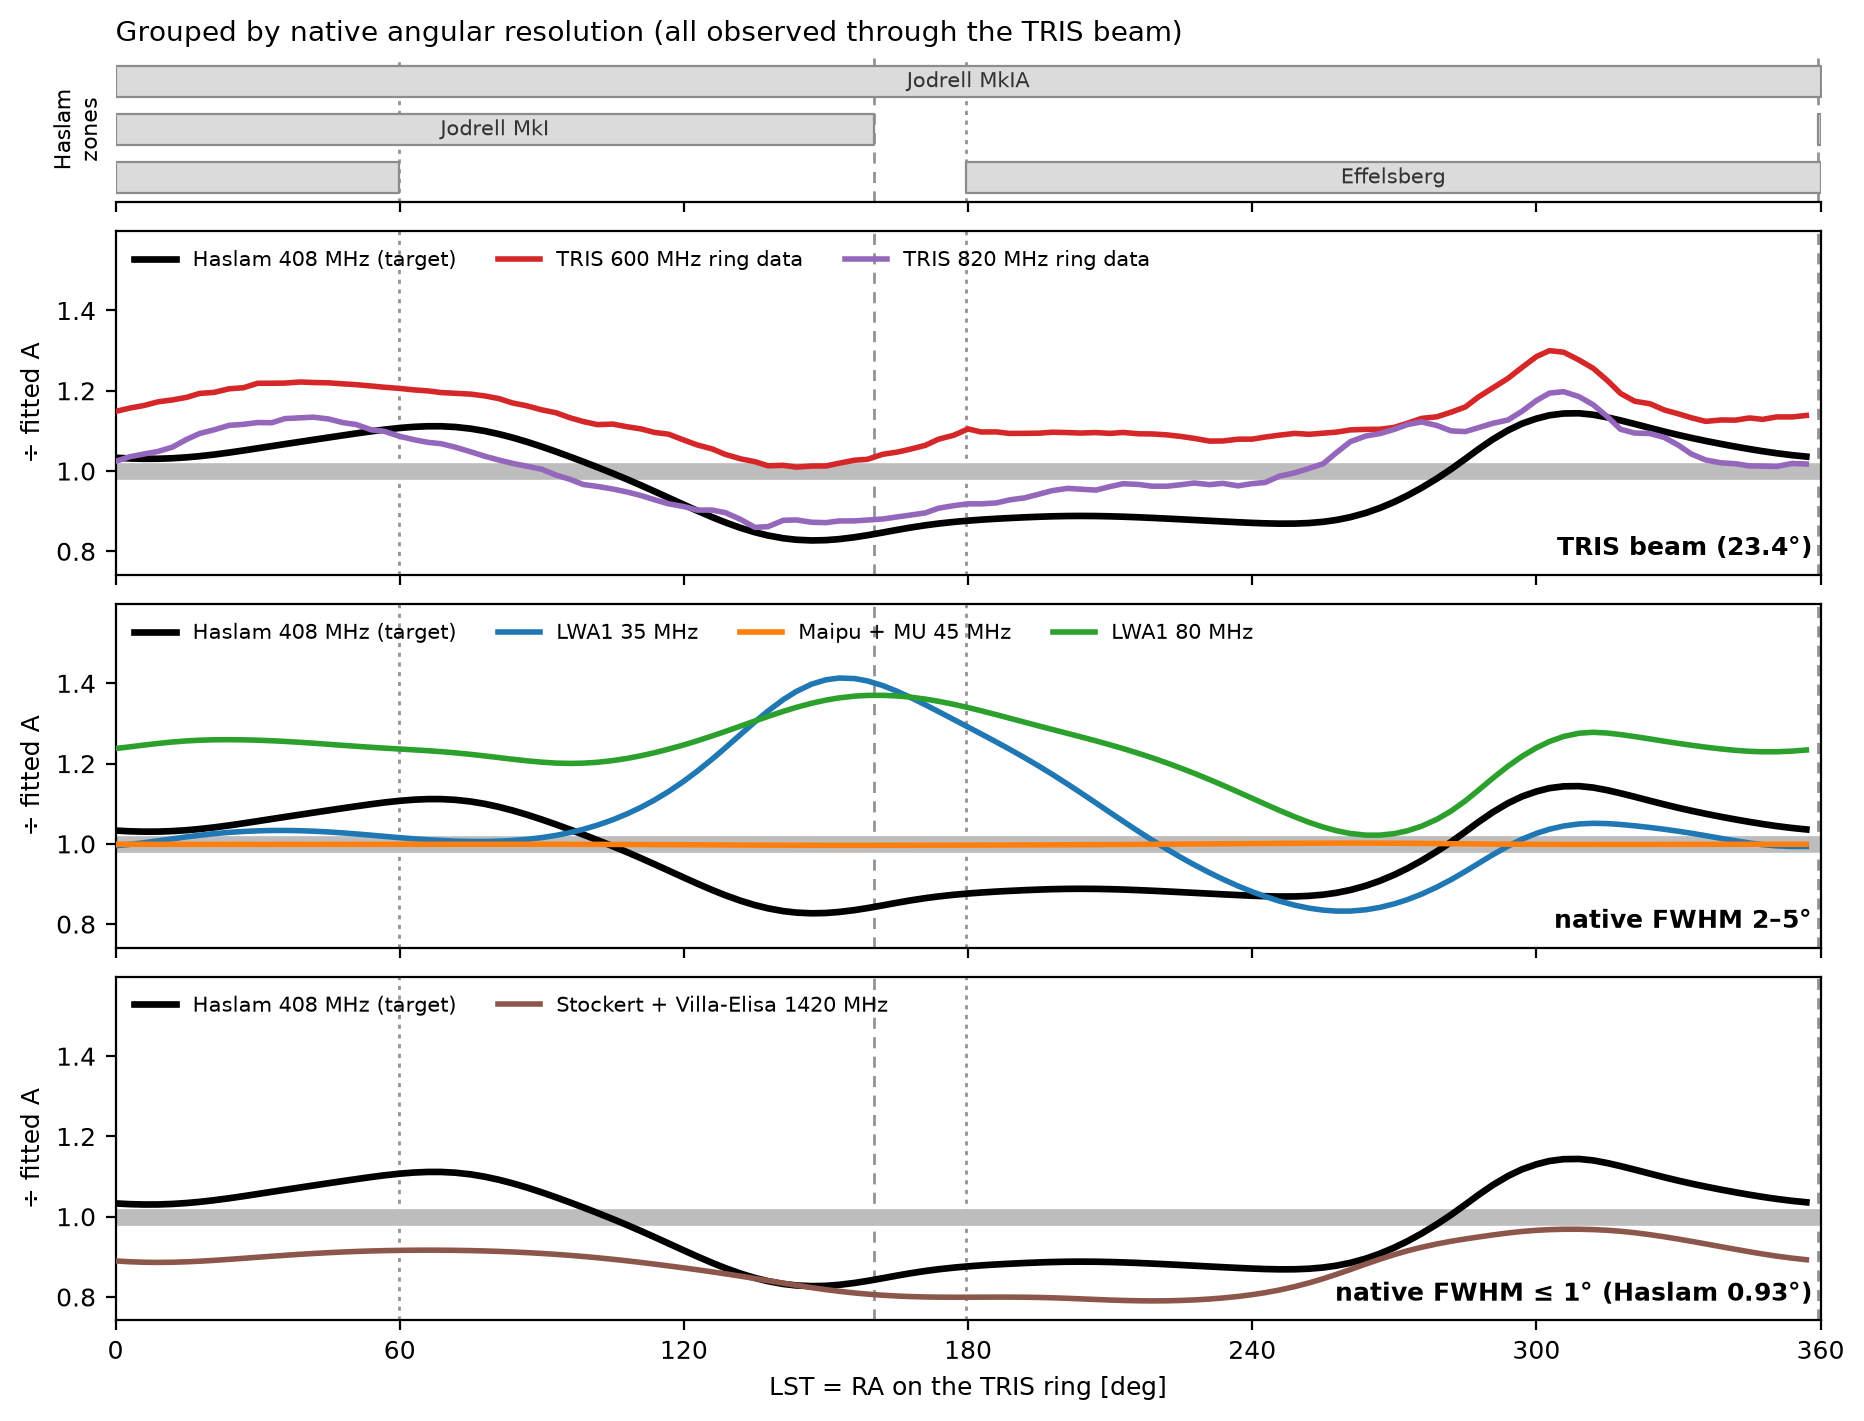 Grouped by native angular resolution (all observed through the TRIS beam)
Haslam
zones
Jodrell MkIA
Jodrell MkI
Effelsberg
Haslam 408 MHz (target)
TRIS 600 MHz ring data
TRIS 820 MHz ring data
÷ fitted A
1.4
1.2
1.0
0.8
TRIS beam (23.4°)
Haslam 408 MHz (target)
LWA1 35 MHz
Maipu + MU 45 MHz
LWA1 80 MHz
÷ fitted A
1.4
1.2
1.0
0.8
native FWHM 2–5°
Haslam 408 MHz (target)
Stockert + Villa-Elisa 1420 MHz
÷ fitted A
1.4
1.2
1.0
0.8
native FWHM ≤ 1° (Haslam 0.93°)
0
60
120
180
240
300
360
LST = RA on the TRIS ring [deg]